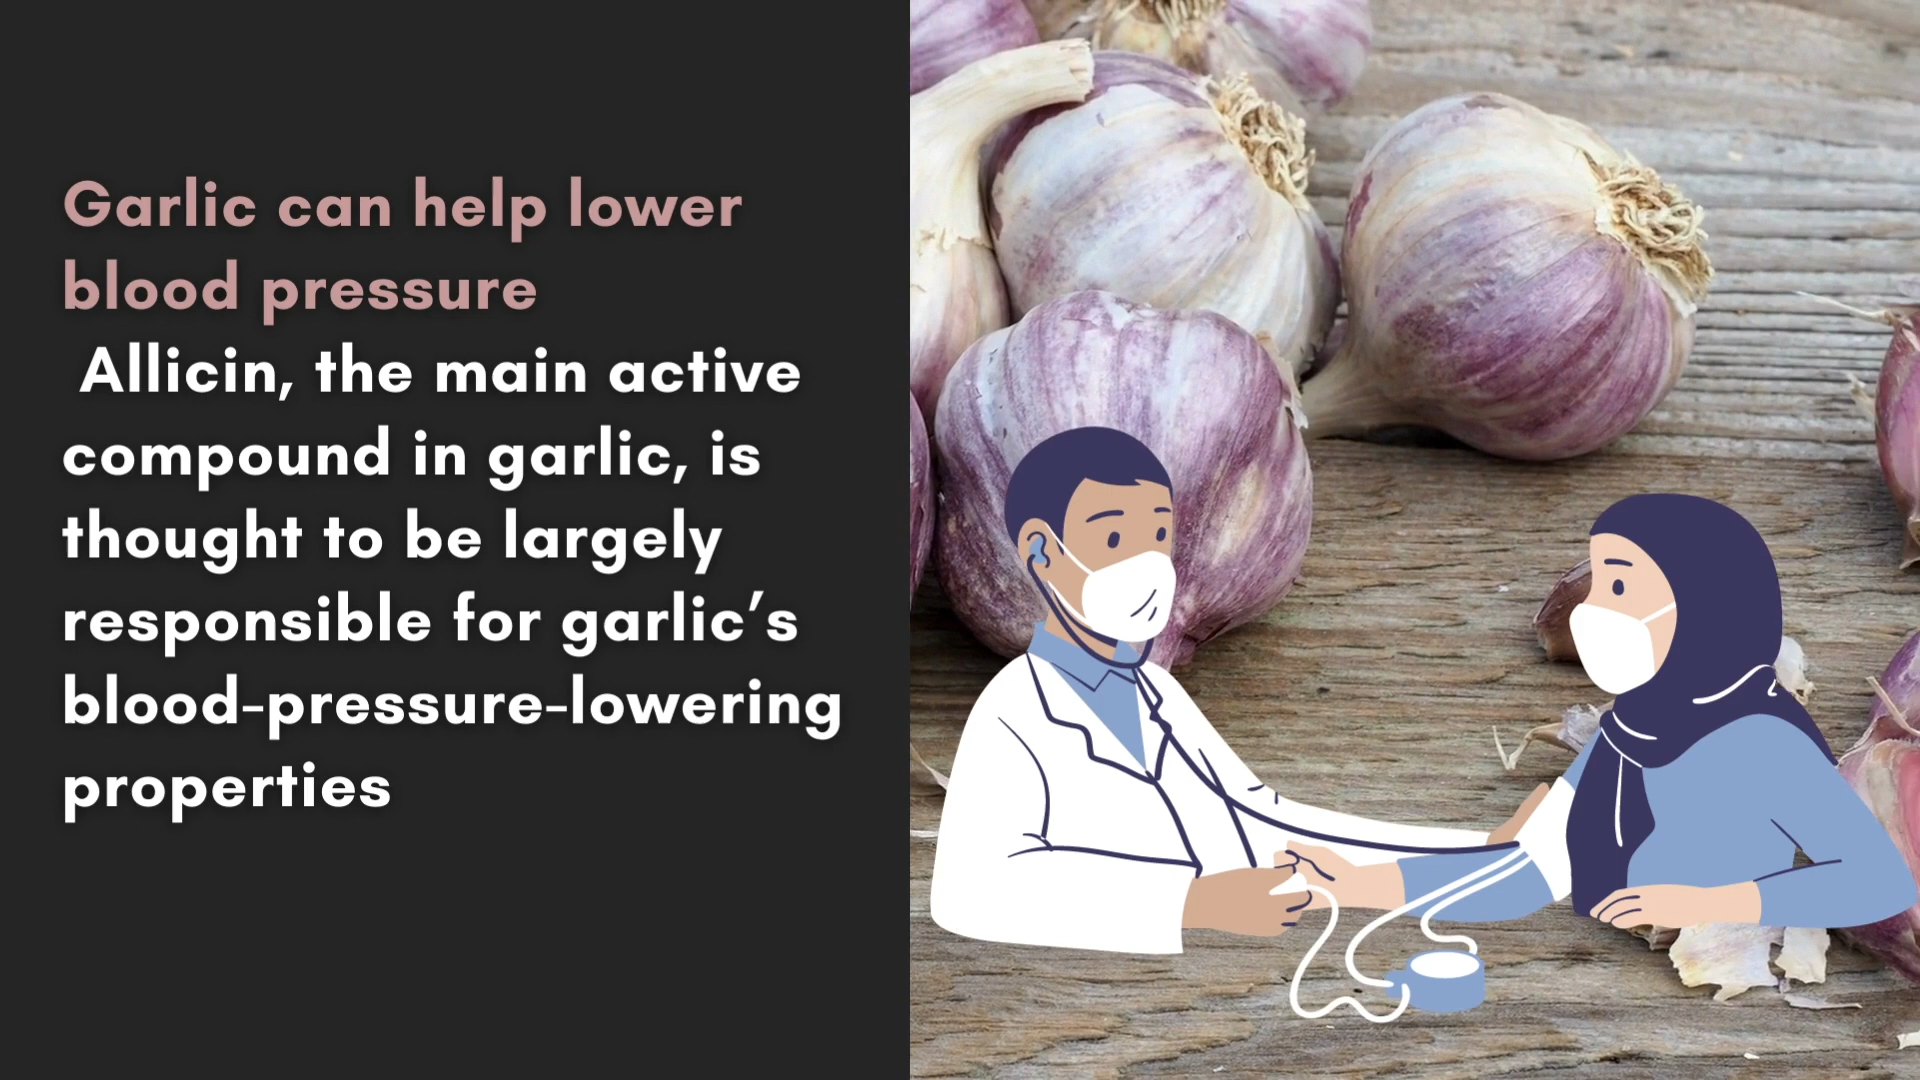 Garlic can help lower
blood pressure
Allicin, the main active
compound in garlic, is
thought to be largely
responsible for garlic’s
blood-pressure-lowering
properties